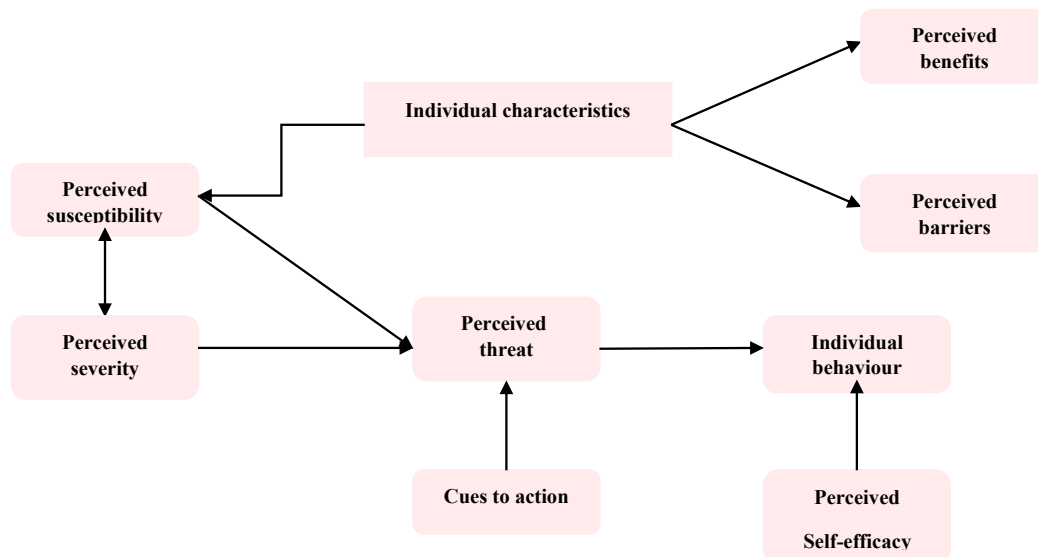 Perceived
benefits
Individual characteristics
Perceived
susceptibility
Perceived
barriers
Perceived
severity
Perceived
threat
Individual
behaviour
Cues to action
Perceived
Self-efficacy